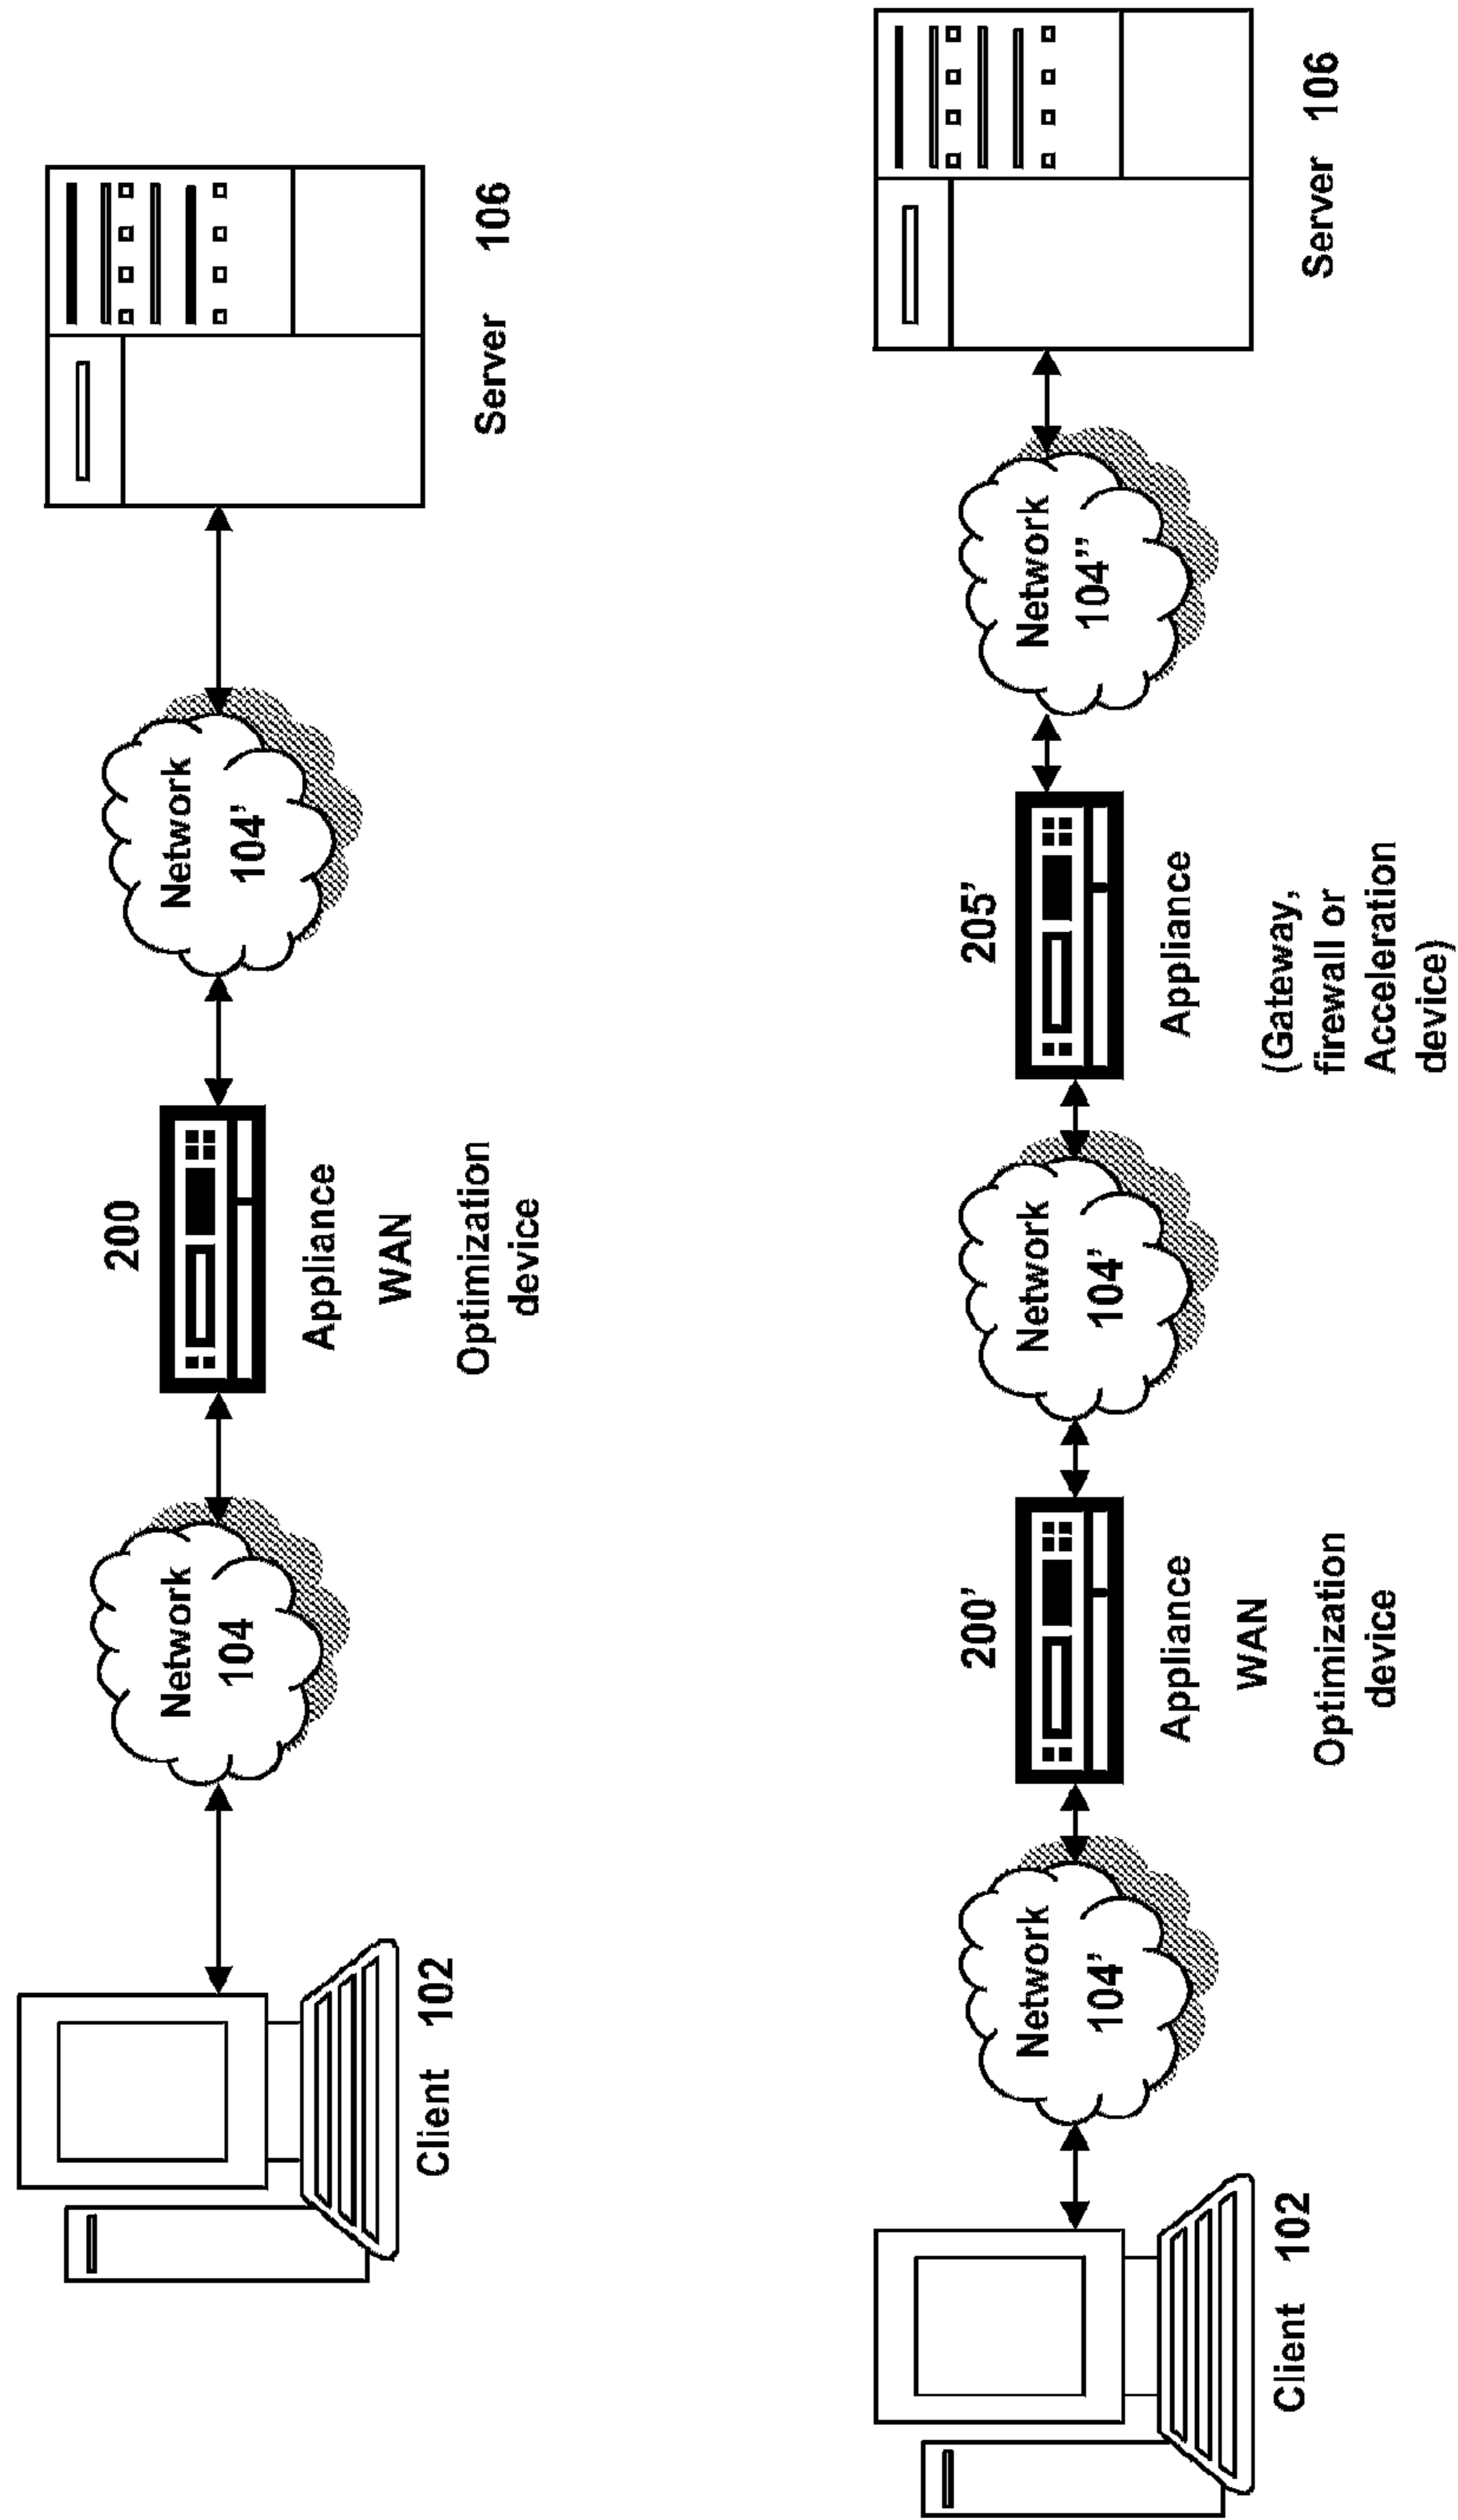 200
Network
104
Network
104'
Appliance
WAN
Optimization
device
Client 102
Server 106
200'
205'
Network
104'
Network
104'
Network
104''
Appliance
WAN
Optimization
device
Appliance
(Gateway,
firewall or
Acceleration
device)
Client 102
Server 106